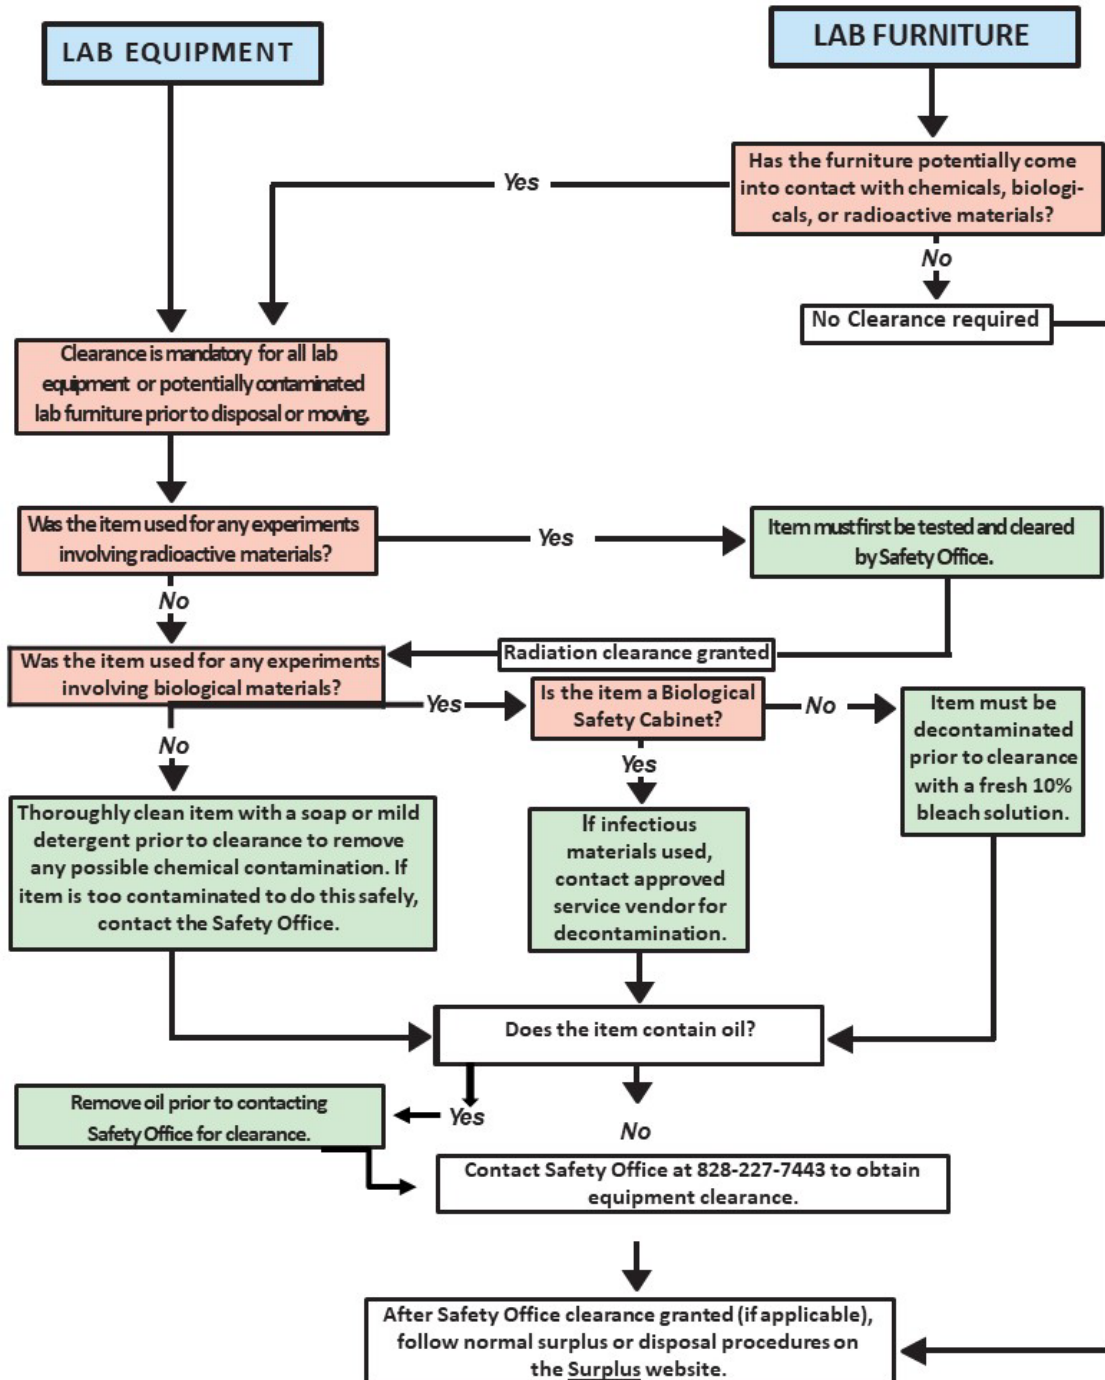 LAB EQUIPMENT
LAB FURNITURE
Has the furniture potentially come
into contact with chemicals, biologi-
cals, or radioactive materials?
Yes
No
No Clearance required
Clearance is mandatory for all lab
equipment or potentially contaminated
lab furniture prior to disposal or moving.
Was the item used for any experiments
involving radioactive materials?
Yes
Item must first be tested and cleared
by Safety Office.
No
Radiation clearance granted
Was the item used for any experiments
involving biological materials?
Yes
Is the item a Biological
Safety Cabinet?
No
Item must be
decontaminated
prior to clearance
with a fresh 10%
bleach solution.
No
Yes
Thoroughly clean item with a soap or mild
detergent prior to clearance to remove
any possible chemical contamination. If
item is too contaminated to do this safely,
contact the Safety Office.
If infectious
materials used,
contact approved
service vendor for
decontamination.
Does the item contain oil?
Yes
Remove oil prior to contacting
Safety Office for clearance.
No
Contact Safety Office at 828-227-7443 to obtain
equipment clearance.
After Safety Office clearance granted (if applicable),
follow normal surplus or disposal procedures on
the Surplus website.